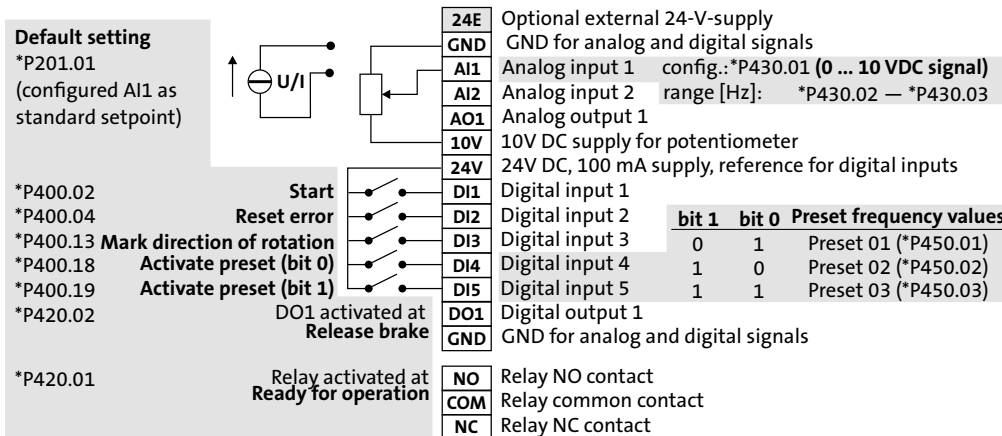 24E Optional external 24-V-supply
Default setting GND GND for analog and digital signals
*P201.01 U/I AI1 Analog input 1 config.:*P430.01 (0 ... 10 VDC signal)
(configured AI1 as AI2 Analog input 2 range [Hz]: *P430.02 — *P430.03
standard setpoint) AO1 Analog output 1
10V 10V DC supply for potentiometer
24V 24V DC, 100 mA supply, reference for digital inputs
*P400.02 Start DI1 Digital input 1
*P400.04 Reset error DI2 Digital input 2 bit 1 bit 0 Preset frequency values
*P400.13 Mark direction of rotation DI3 Digital input 3 0 1 Preset 01 (*P450.01)
*P400.18 Activate preset (bit 0) DI4 Digital input 4 1 0 Preset 02 (*P450.02)
*P400.19 Activate preset (bit 1) DI5 Digital input 5 1 1 Preset 03 (*P450.03)
*P420.02 DO1 activated at DO1 Digital output 1
Release brake GND GND for analog and digital signals
*P420.01 Relay activated at NO Relay NO contact
Ready for operation COM Relay common contact
NC Relay NC contact